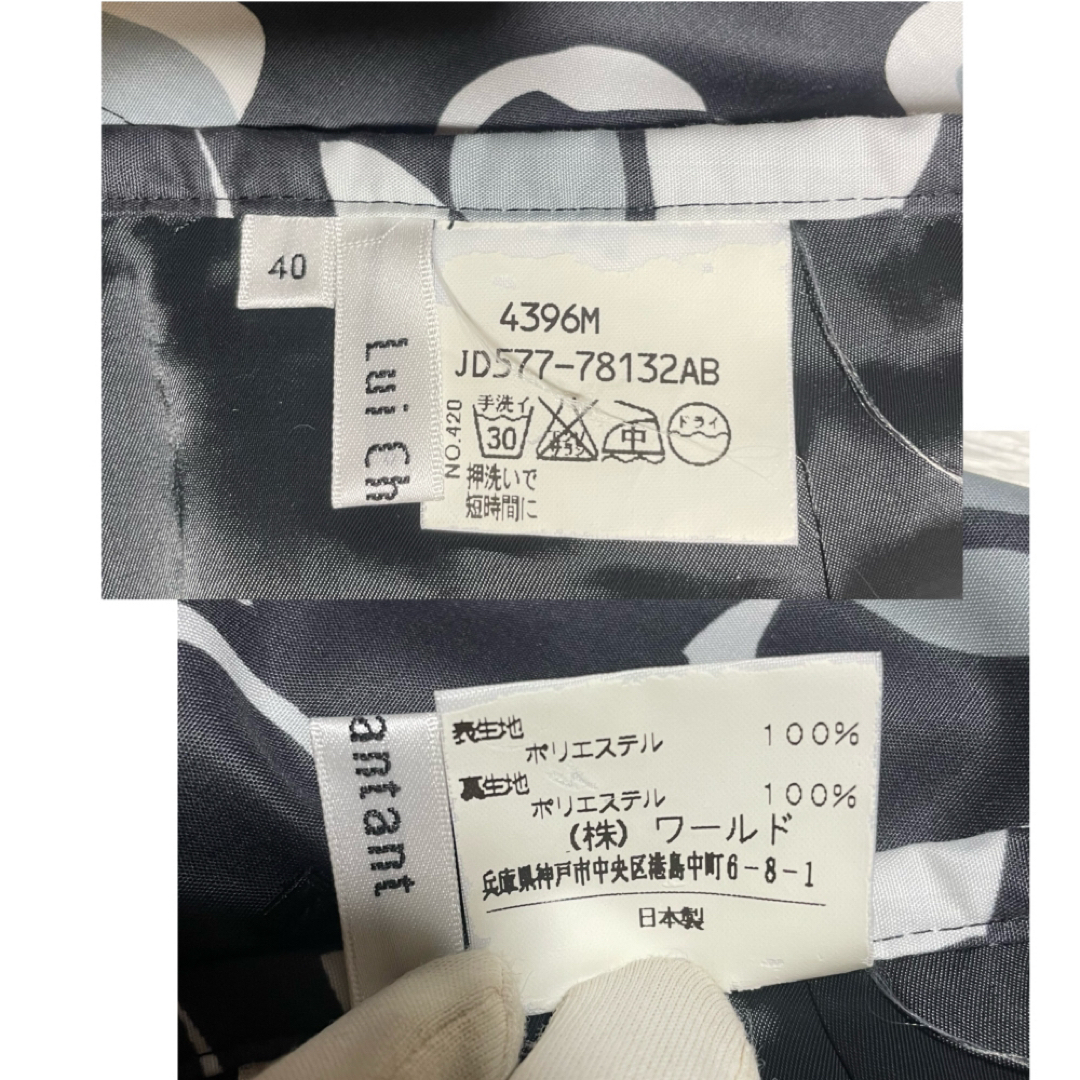 40
Lui Ch
4396M
JD577-78132AB
NO.420
手洗イ
30
中
ドライ
押洗いで
短時間に
antant
表生地
ポリエステル 100%
裏生地
ポリエステル 100%
(株) ワールド
兵庫県神戸市中央区港島中町6-8-1
日本製